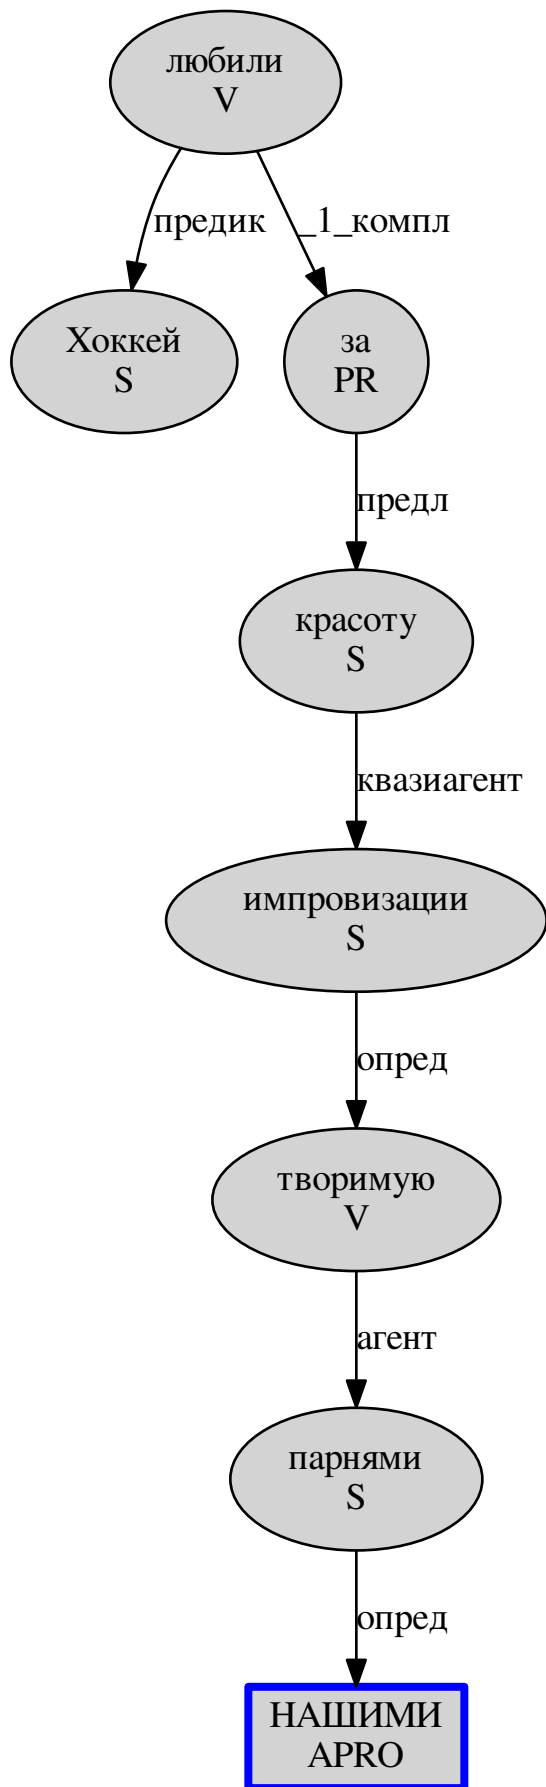 любили
V
предик
_1_компл
Хоккей
S
за
PR
предл
красоту
S
квазиагент
импровизации
S
опред
творимую
V
агент
парнями
S
опред
НАШИМИ
APRO